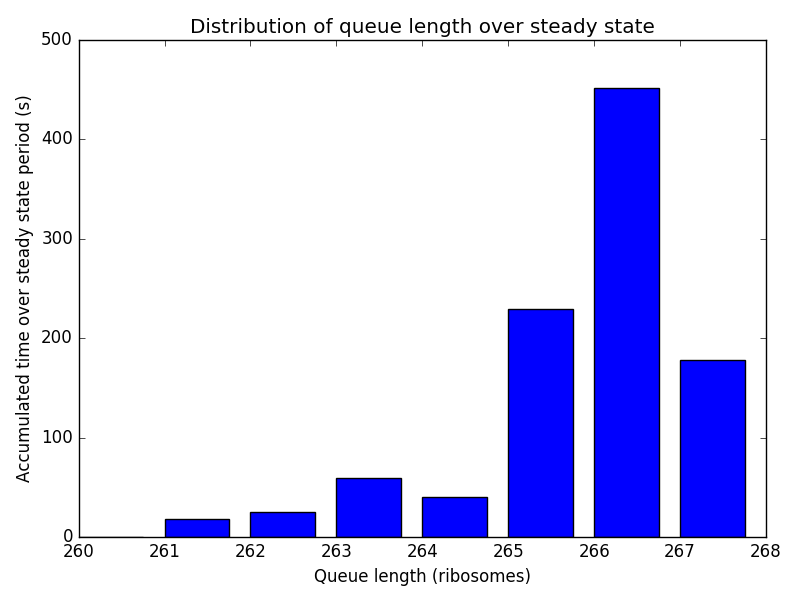 Distribution of queue length over steady state
500
400
300
200
100
0
Accumulated time over steady state period (s)
260 261 262 263 264 265 266 267 268
Queue length (ribosomes)